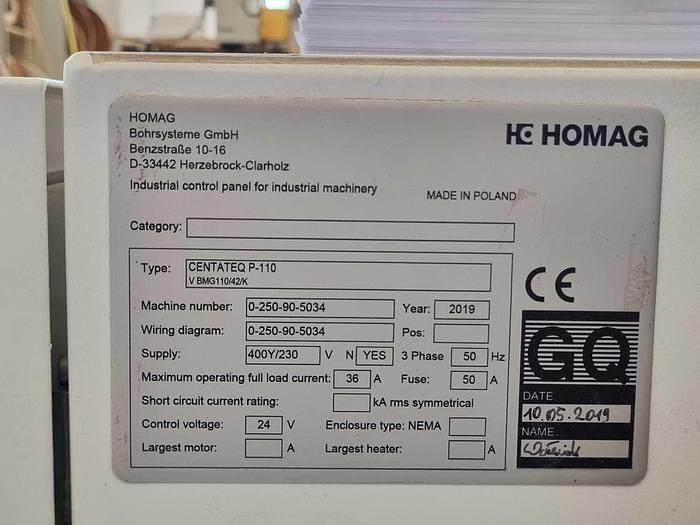 HOMAG
Bohrsysteme GmbH
Benzstraße 10-16
D-33442 Herzebrock-Clarholz
HOMAG
Industrial control panel for industrial machinery
MADE IN POLAND
Category:
Type: CENTATEQ P-110
V BMG110/42/K
Machine number: 0-250-90-5034 Year: 2019
Wiring diagram: 0-250-90-5034 Pos:
Supply: 400Y/230 V N YES 3 Phase 50 Hz
Maximum operating full load current: 36 A Fuse: 50 A
Short circuit current rating: kA rms symmetrical
Control voltage: 24 V Enclosure type: NEMA
Largest motor: A Largest heater: A
CE
GQ
DATE
10.05.2019
NAME